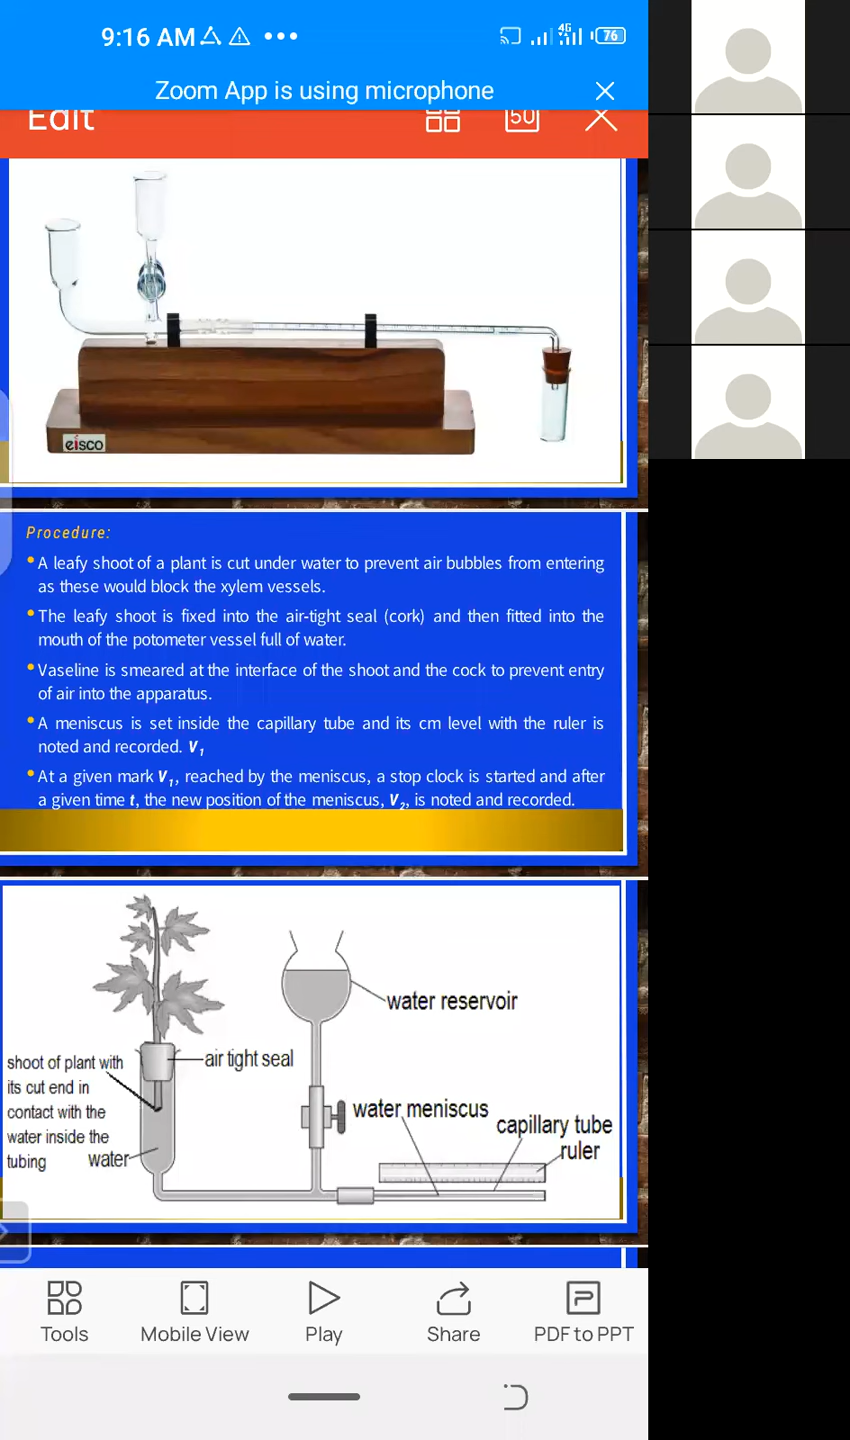 9:16 AM
4G
76
Zoom App is using microphone
Edit
50
eisco
Procedure:
•A leafy shoot of a plant is cut under water to prevent air bubbles from entering
as these would block the xylem vessels.
•The leafy shoot is fixed into the air-tight seal (cork) and then fitted into the
mouth of the potometer vessel full of water.
•Vaseline is smeared at the interface of the shoot and the cock to prevent entry
of air into the apparatus.
•A meniscus is set inside the capillary tube and its cm level with the ruler is
noted and recorded. V1
•At a given mark V1, reached by the meniscus, a stop clock is started and after
a given time t, the new position of the meniscus, V2, is noted and recorded.
water reservoir
air tight seal
shoot of plant with
its cut end in
contact with the
water inside the
tubing
water
water meniscus
capillary tube
ruler
Tools
Mobile View
Play
Share
PDF to PPT